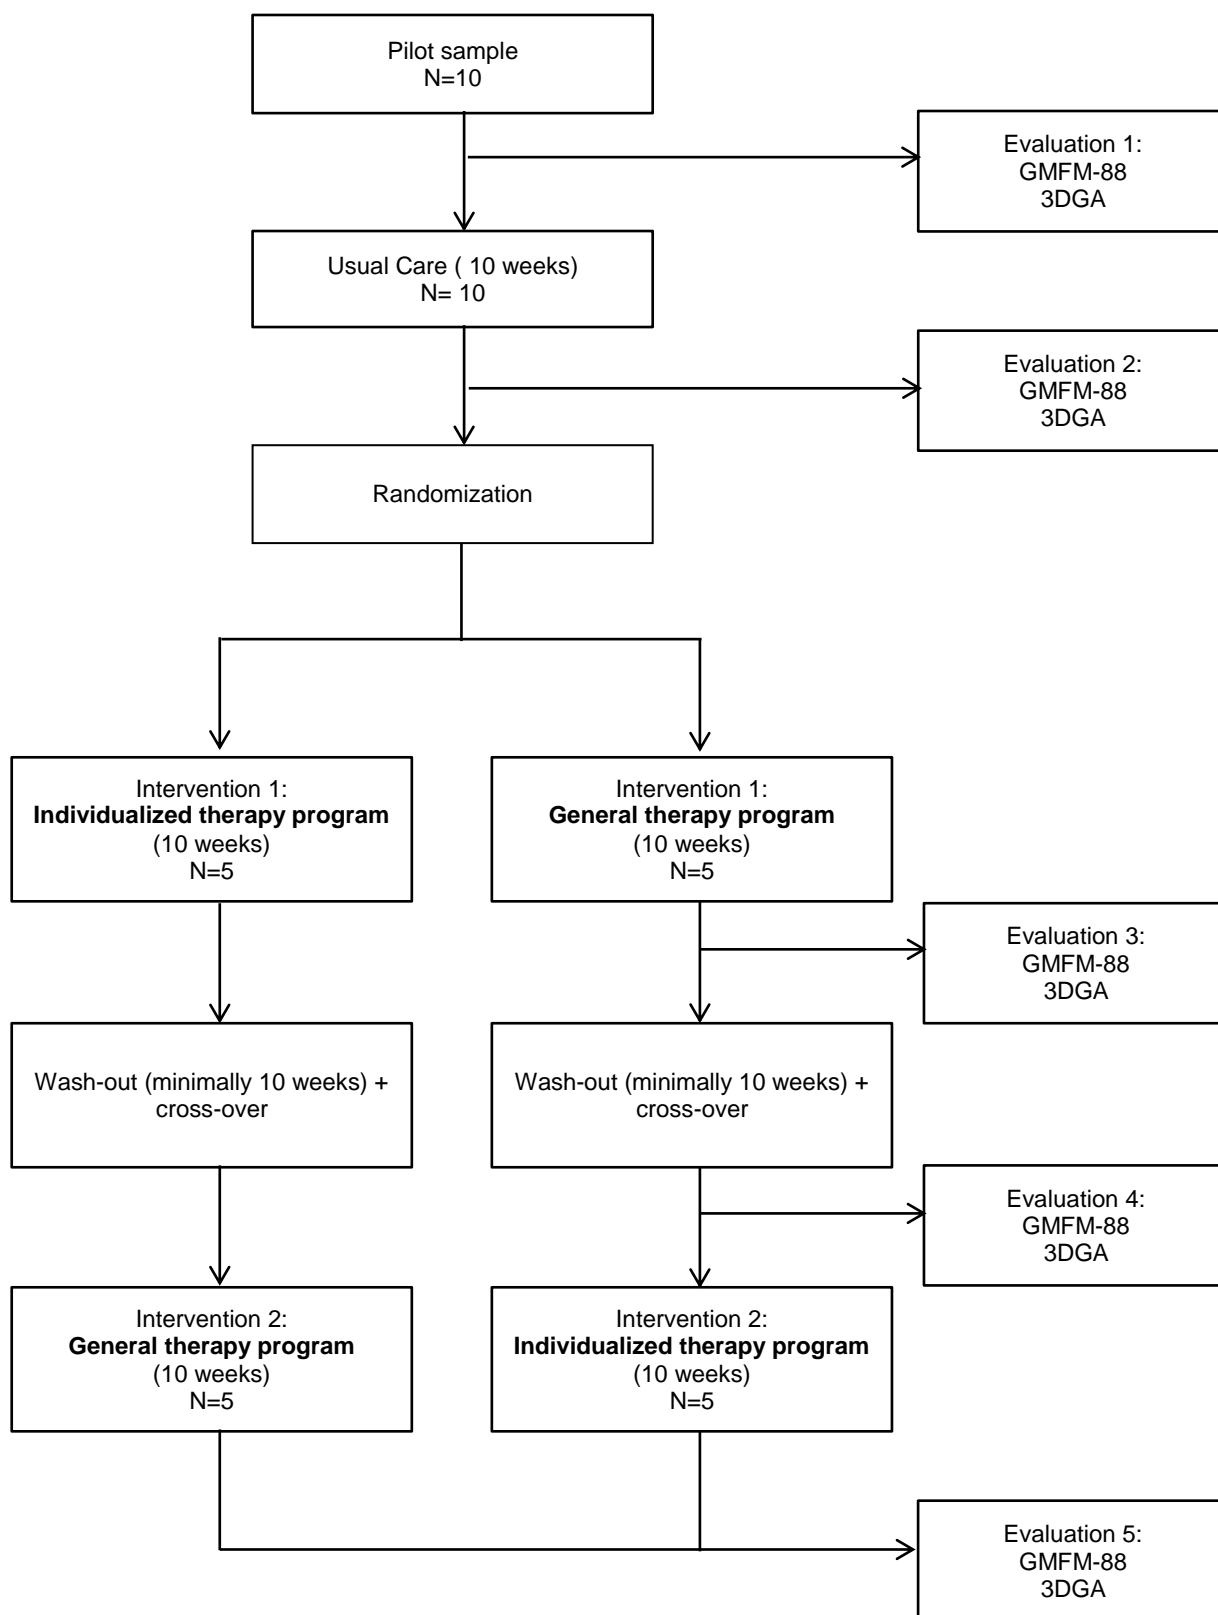 Pilot sample
N=10
Evaluation 1:
GMFM-88
3DGA
Usual Care ( 10 weeks)
N= 10
Evaluation 2:
GMFM-88
3DGA
Randomization
Intervention 1:
Individualized therapy program
(10 weeks)
N=5
Intervention 1:
General therapy program
(10 weeks)
N=5
Evaluation 3:
GMFM-88
3DGA
Wash-out (minimally 10 weeks) +
cross-over
Wash-out (minimally 10 weeks) +
cross-over
Evaluation 4:
GMFM-88
3DGA
Intervention 2:
General therapy program
(10 weeks)
N=5
Intervention 2:
Individualized therapy program
(10 weeks)
N=5
Evaluation 5:
GMFM-88
3DGA